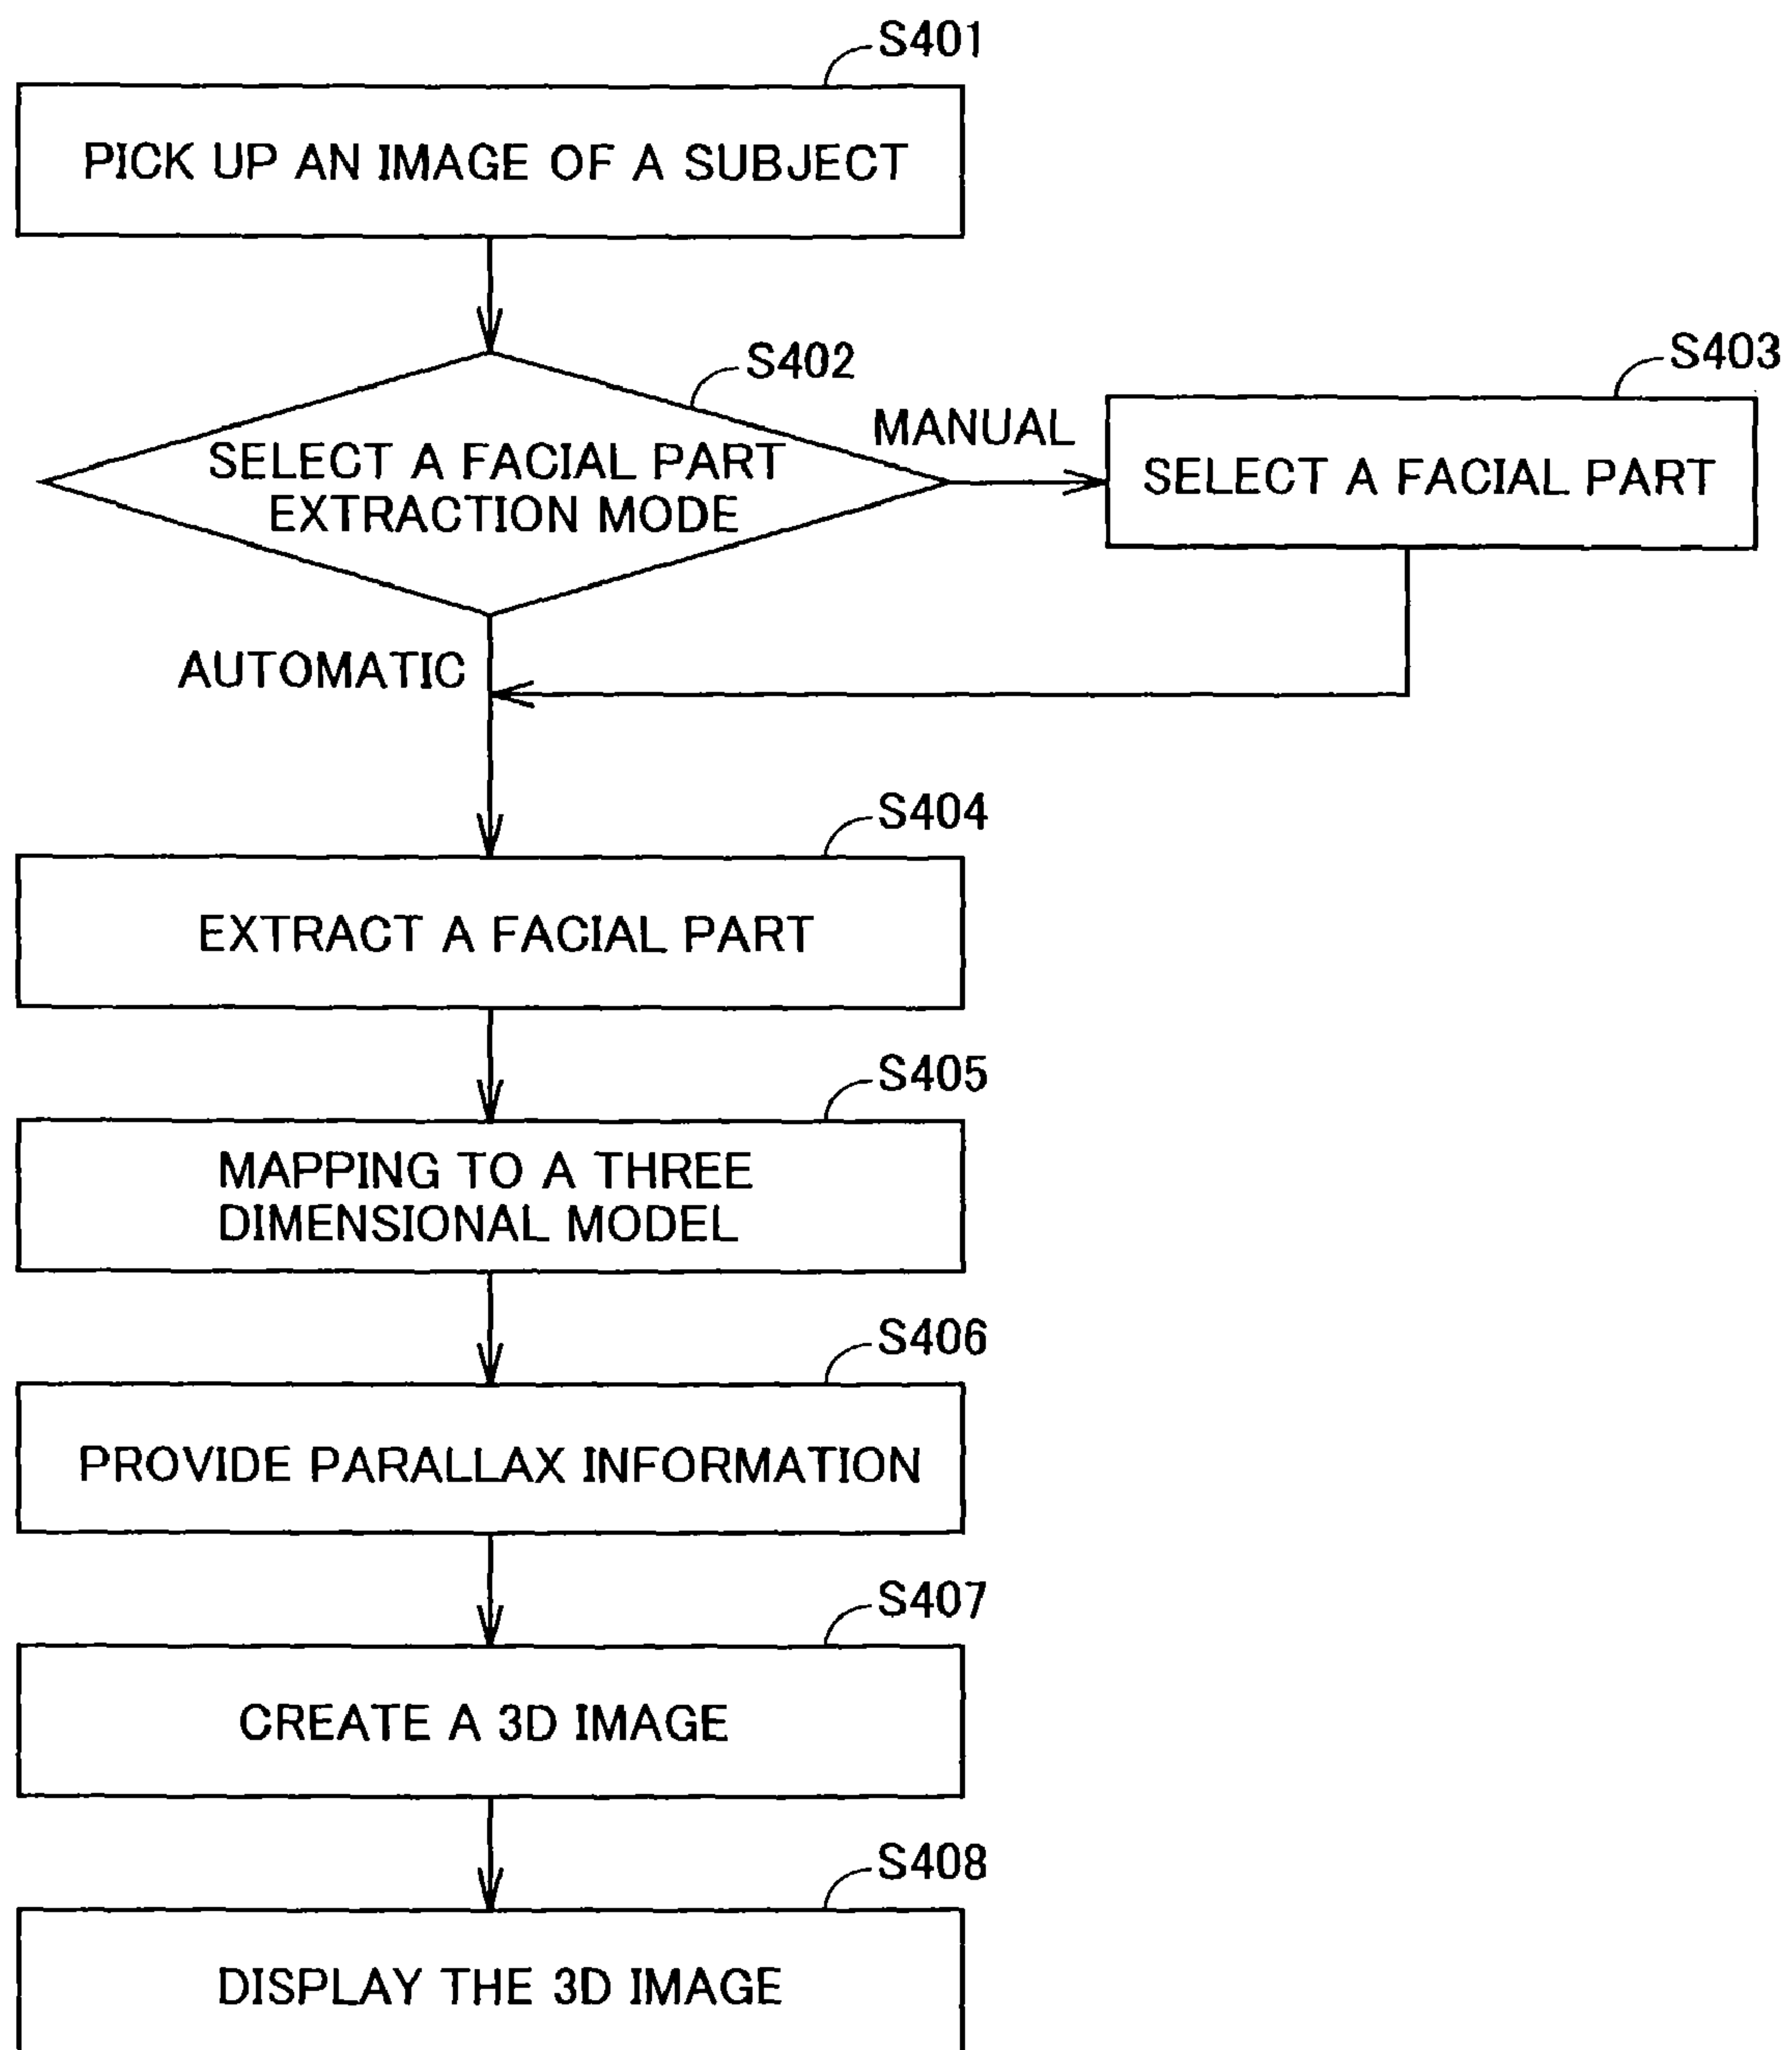 S401
PICK UP AN IMAGE OF A SUBJECT
S402
SELECT A FACIAL PART
EXTRACTION MODE
MANUAL
S403
SELECT A FACIAL PART
AUTOMATIC
S404
EXTRACT A FACIAL PART
S405
MAPPING TO A THREE
DIMENSIONAL MODEL
S406
PROVIDE PARALLAX INFORMATION
S407
CREATE A 3D IMAGE
S408
DISPLAY THE 3D IMAGE